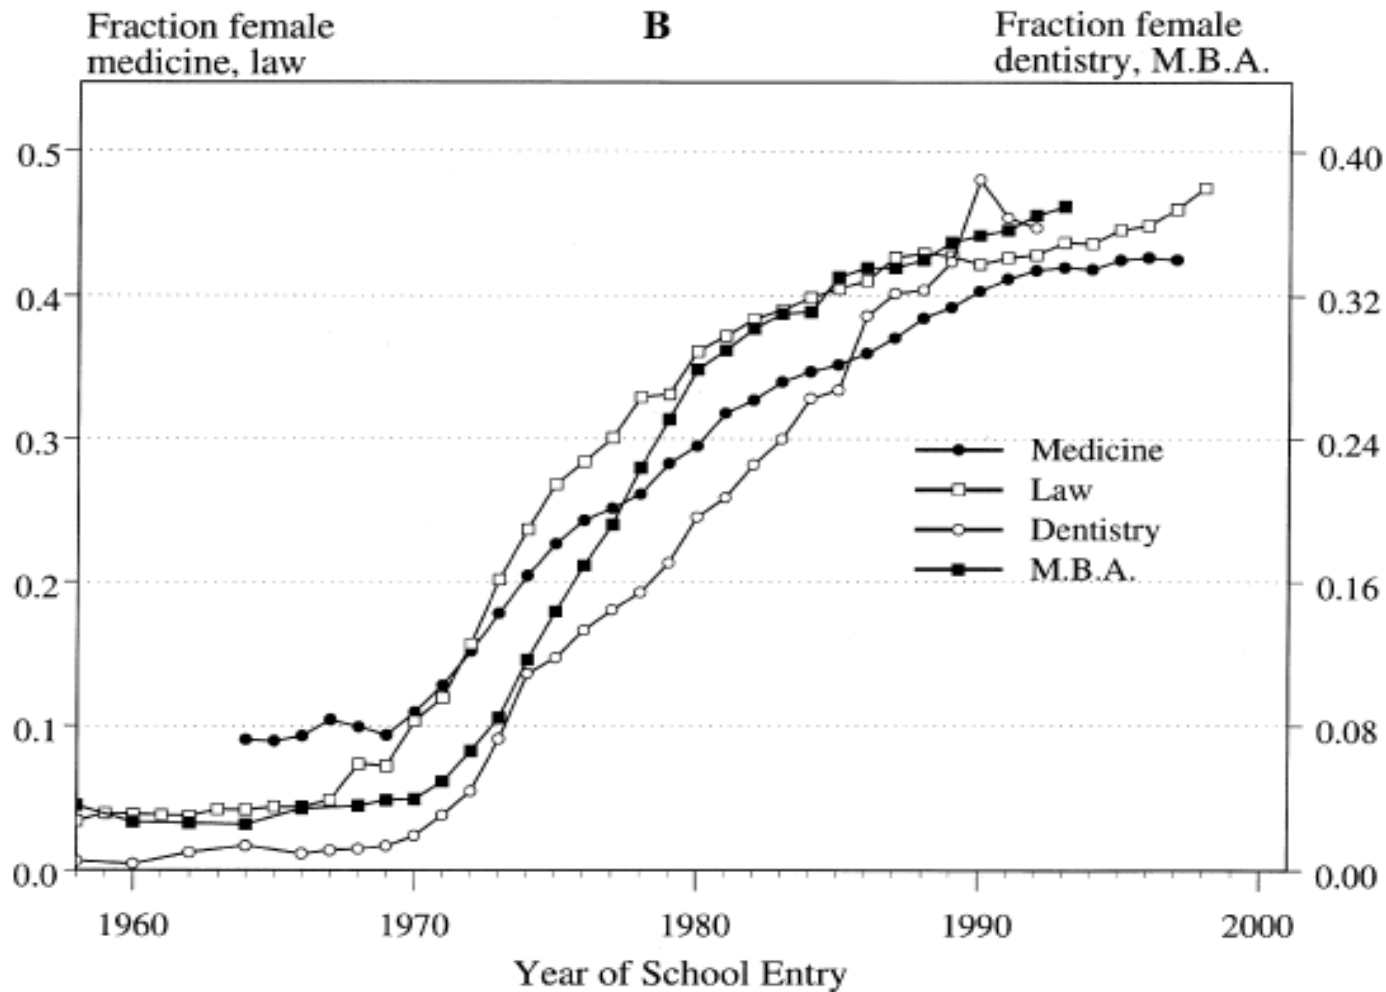 Fraction female
medicine, law
B
Fraction female
dentistry, M.B.A.
0.5
0.4
0.3
0.2
0.1
0.0
0.40
0.32
0.24
0.16
0.08
0.00
Medicine
Law
Dentistry
M.B.A.
1960
1970
1980
1990
2000
Year of School Entry